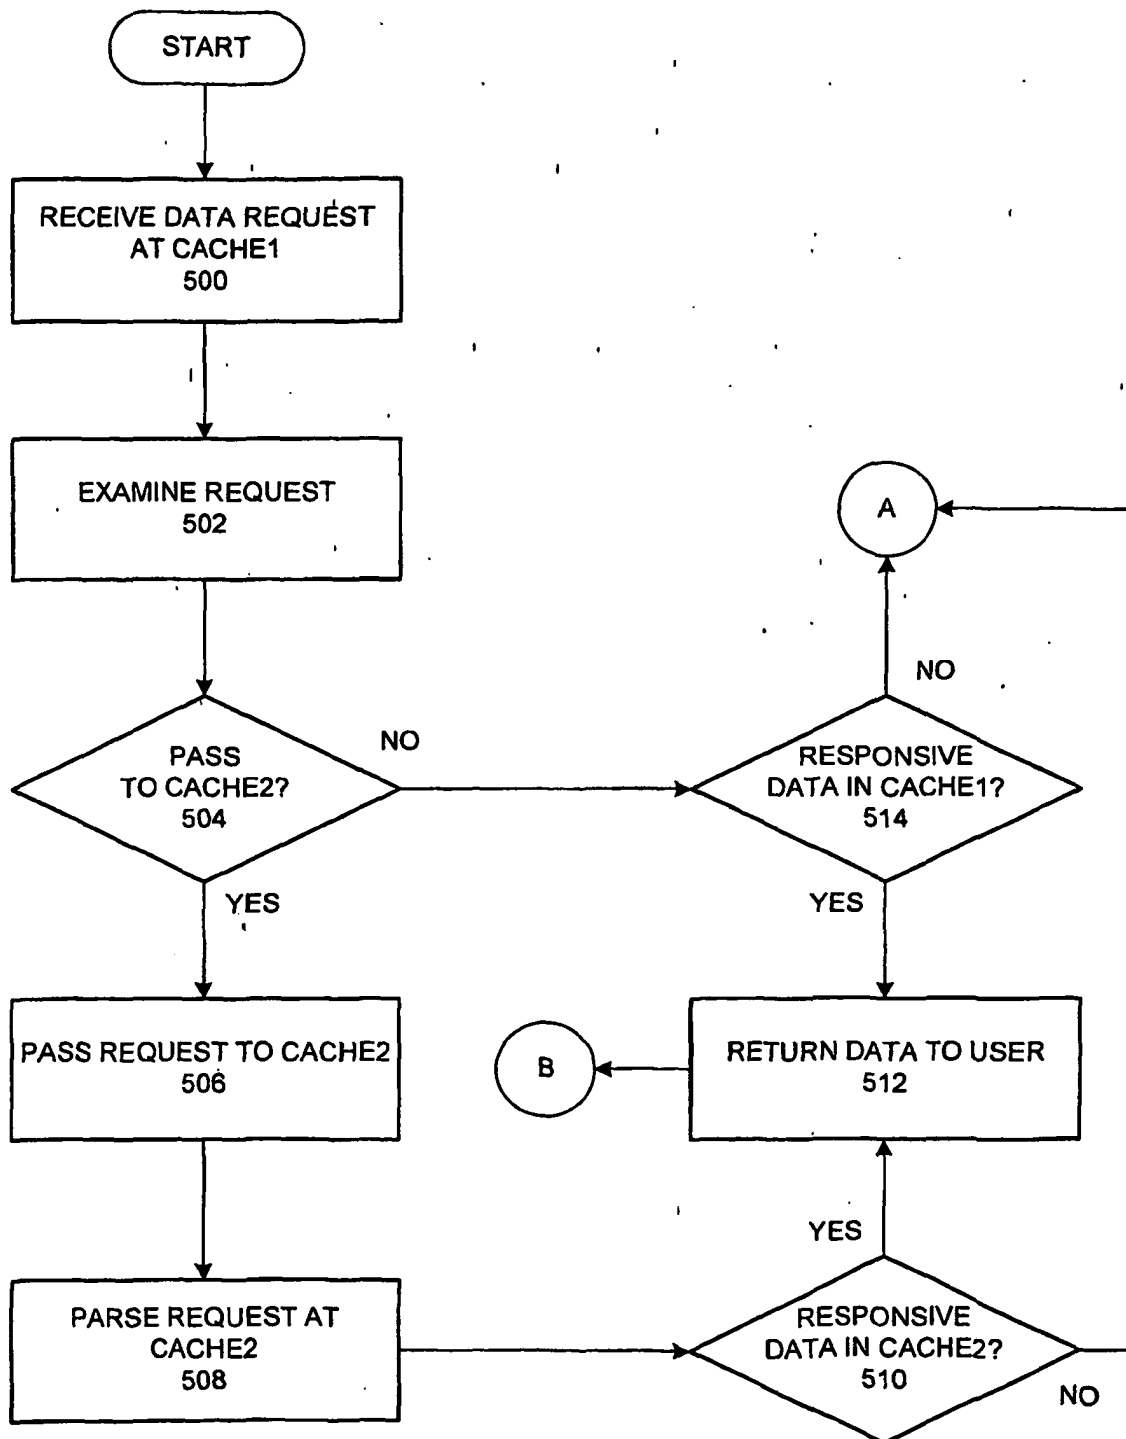 START
RECEIVE DATA REQUEST
AT CACHE1
500
EXAMINE REQUEST
502
A
NO
PASS
TO CACHE2?
504
NO
RESPONSIVE
DATA IN CACHE1?
514
YES
YES
PASS REQUEST TO CACHE2
506
B
RETURN DATA TO USER
512
YES
PARSE REQUEST AT
CACHE2
508
RESPONSIVE
DATA IN CACHE2?
510
NO